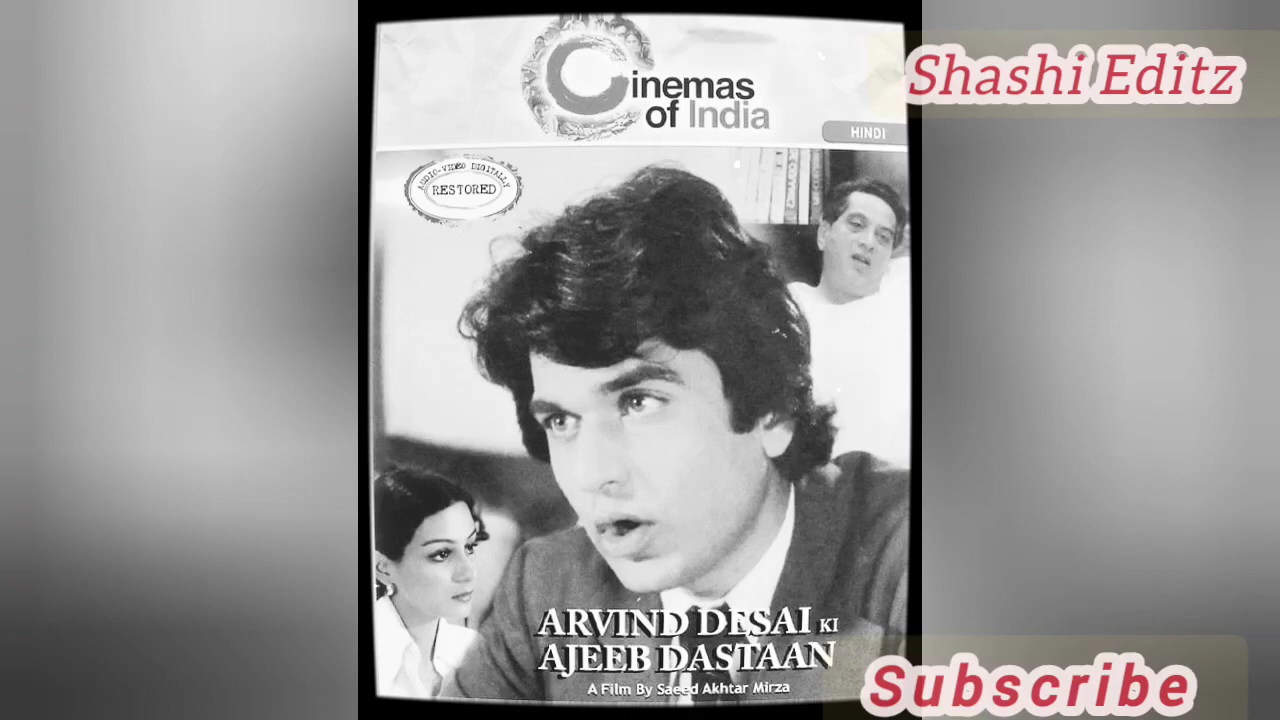 Cinemas
of India
Shashi Editz
HINDI
AUDIO-VIDEO DIGITALLY
RESTORED
ARVIND DESAI KI
AJEEB DASTAAN
A Film By Saeed Akhtar Mirza
Subscribe